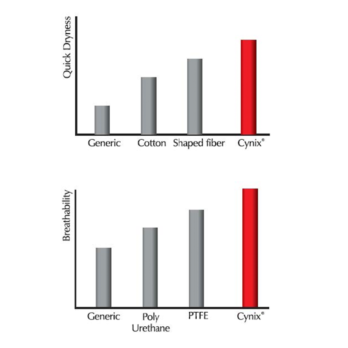 Quick Dryness
Generic Cotton Shaped fiber Cynix®
Breathability
Generic Poly Urethane PTFE Cynix®